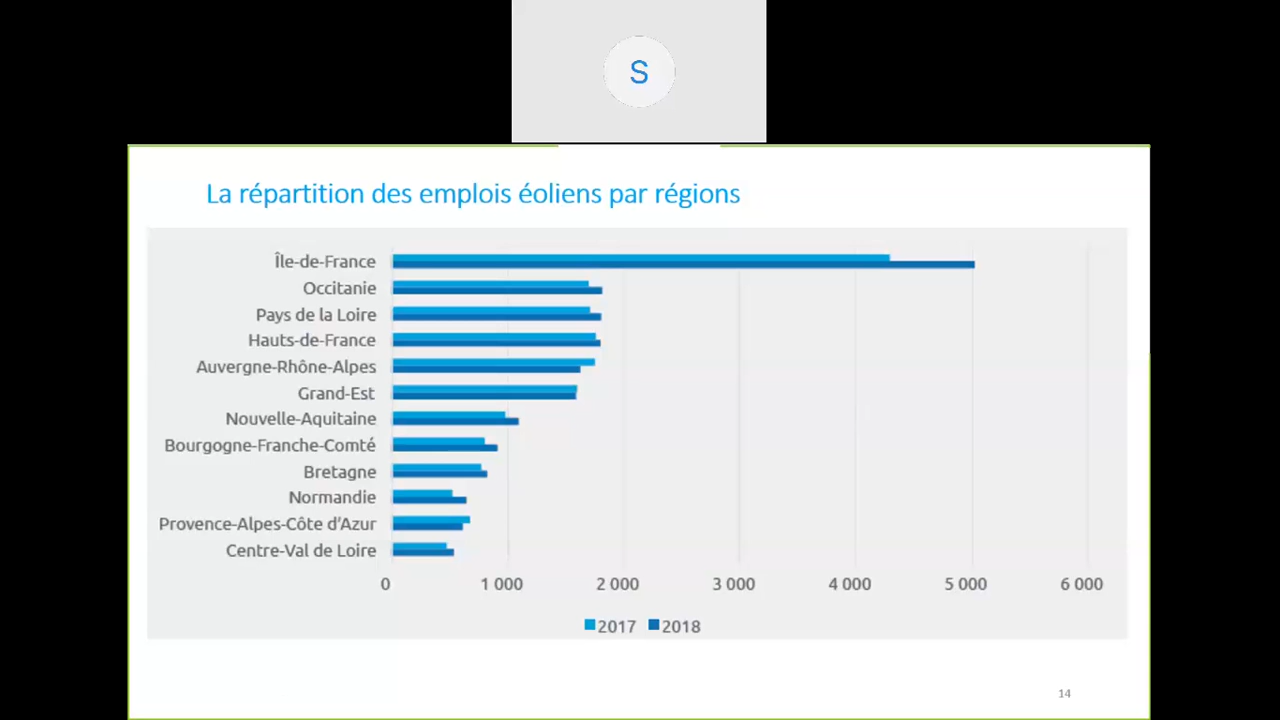 S
La répartition des emplois éoliens par régions
Île-de-France
Occitanie
Pays de la Loire
Hauts-de-France
Auvergne-Rhône-Alpes
Grand-Est
Nouvelle-Aquitaine
Bourgogne-Franche-Comté
Bretagne
Normandie
Provence-Alpes-Côte d'Azur
Centre-Val de Loire
0 1 000 2 000 3 000 4 000 5 000 6 000
2017 2018
14